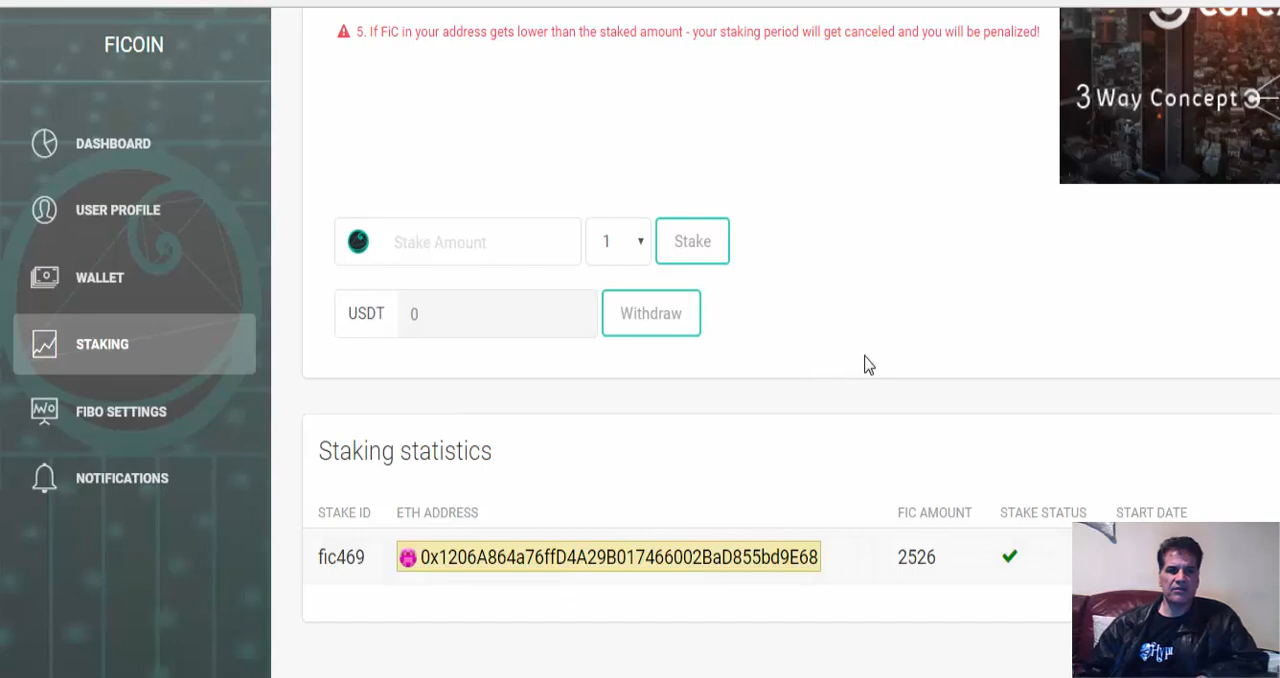 FICOIN
DASHBOARD
USER PROFILE
WALLET
STAKING
FIBO SETTINGS
NOTIFICATIONS
5. If FiC in your address gets lower than the staked amount - your staking period will get canceled and you will be penalized!
3 Way Concept
Stake Amount
1
Stake
USDT
0
Withdraw
Staking statistics
STAKE ID ETH ADDRESS FIC AMOUNT STAKE STATUS START DATE
fic469 0x1206A864a76ffD4A29B017466002BaD855bd9E68 2526